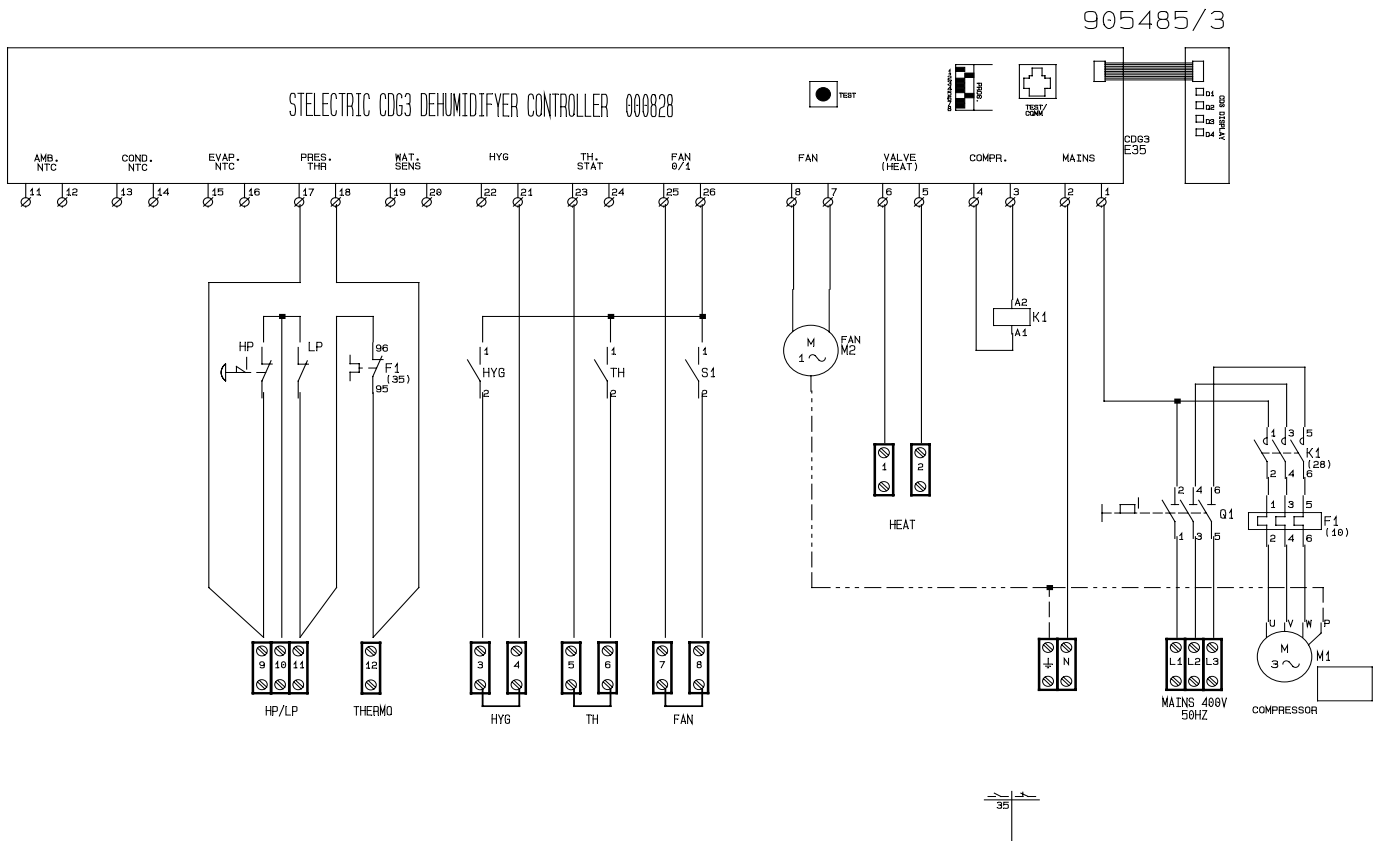 905485/3
STELECTRIC CDG3 DEHUMIDIFYER CONTROLLER 000828
TEST
PROG.
TEST/
COMM
D1
D2
D3
D4
CDS DISPLAY
CDG3
E35
AMB.
NTC
COND.
NTC
EVAP.
NTC
PRES.
THR
WAT.
SENS
HYG
TH.
STAT
FAN
0/1
FAN
VALVE
(HEAT)
COMPR.
MAINS
11 12 13 14 15 16 17 18 19 20 22 21 23 24 25 26 8 7 6 5 4 3 2 1
A2
K1
A1
HP
LP
96
F1
(35)
95
1
HYG
2
1
TH
2
1
S1
2
M
1
FAN
M2
1 3 5
K1
(28)
2 4 6
1 2
HEAT
2 4 6
Q1
1 3 5
1 3 5
F1
(10)
2 4 6
U V W P
M
3
M1
9 10 11
HP/LP
12
THERMO
3 4
HYG
5 6
TH
7 8
FAN
N
L1 L2 L3
MAINS 400V
50HZ
COMPRESSOR
35